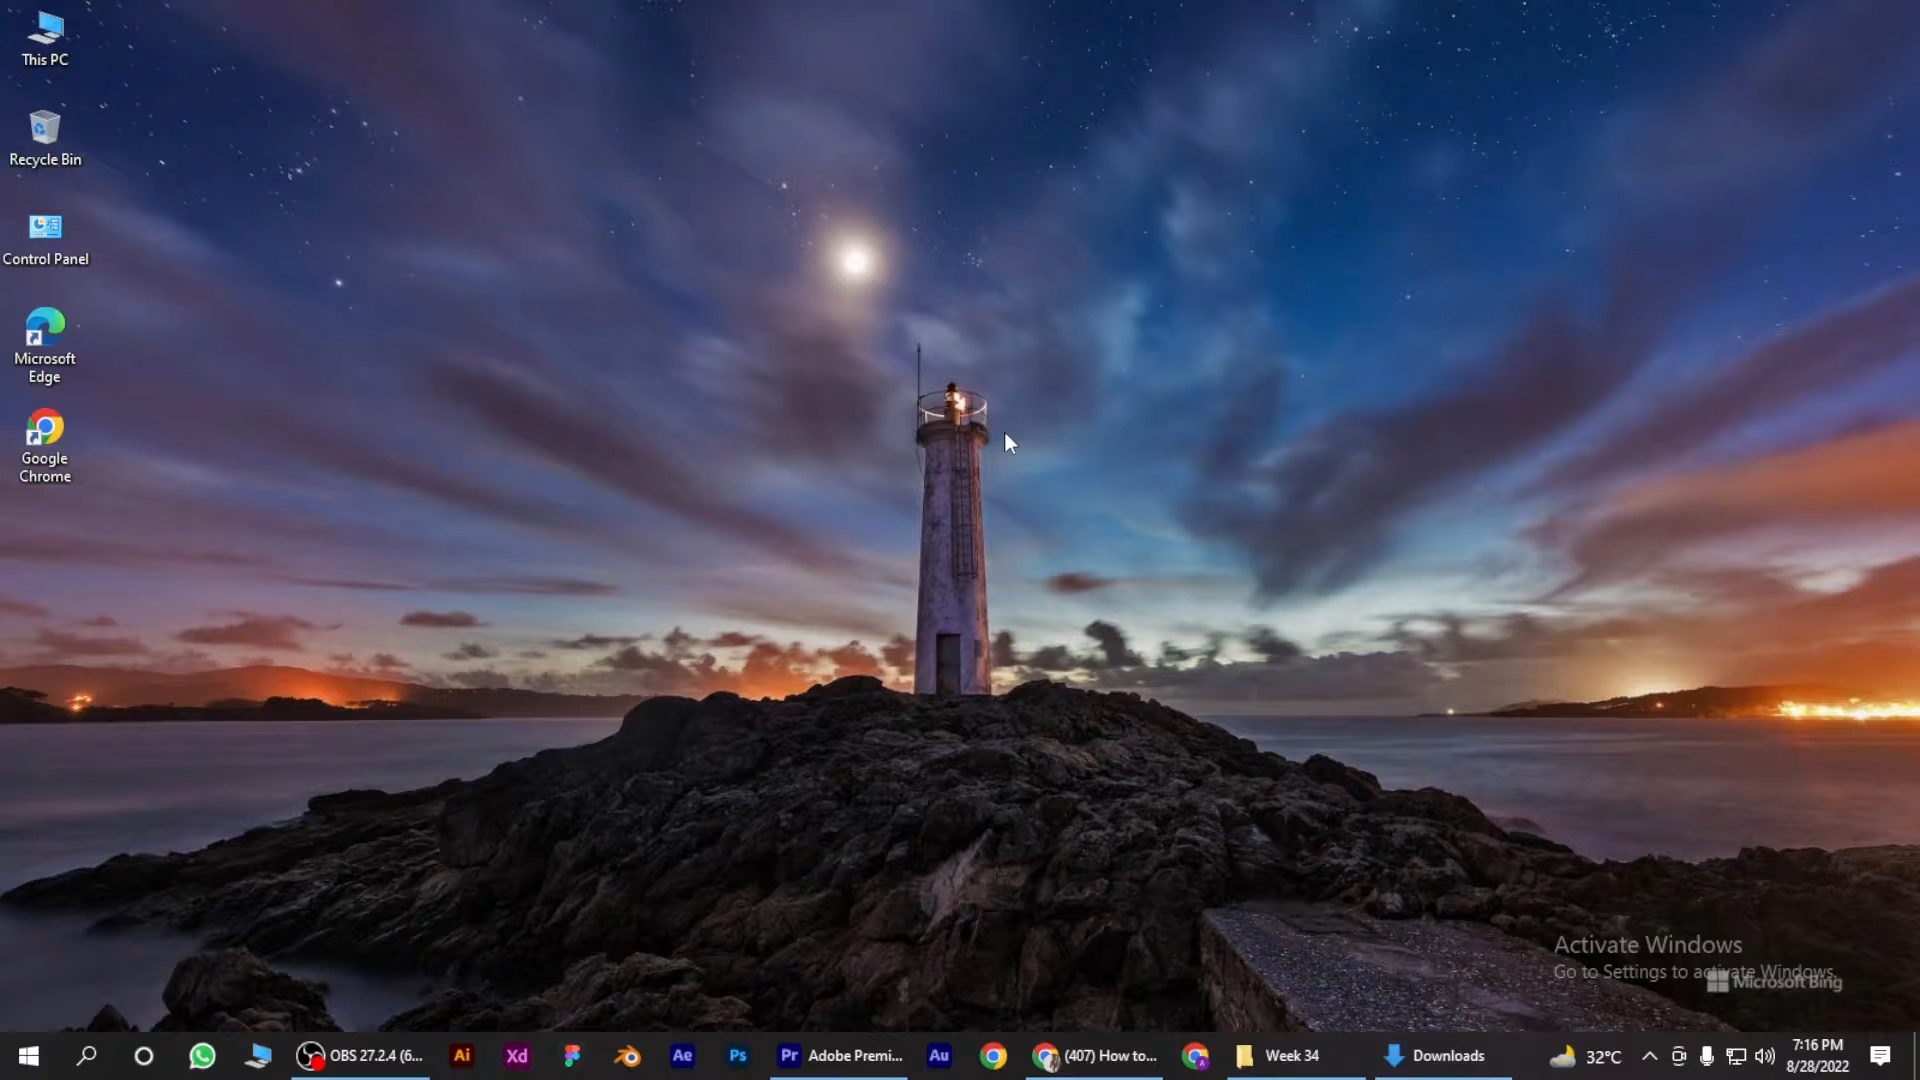 This PC
Recycle Bin
Control Panel
Microsoft
Edge
Google
Chrome
Activate Windows
Go to Settings to activate Windows.
Microsoft Bing
OBS 27.2.4 (6...
Ai
Xd
Ae
Ps
Pr
Adobe Premi...
Au
(407) How to...
Week 34
Downloads
32°C
7:16 PM
8/28/2022